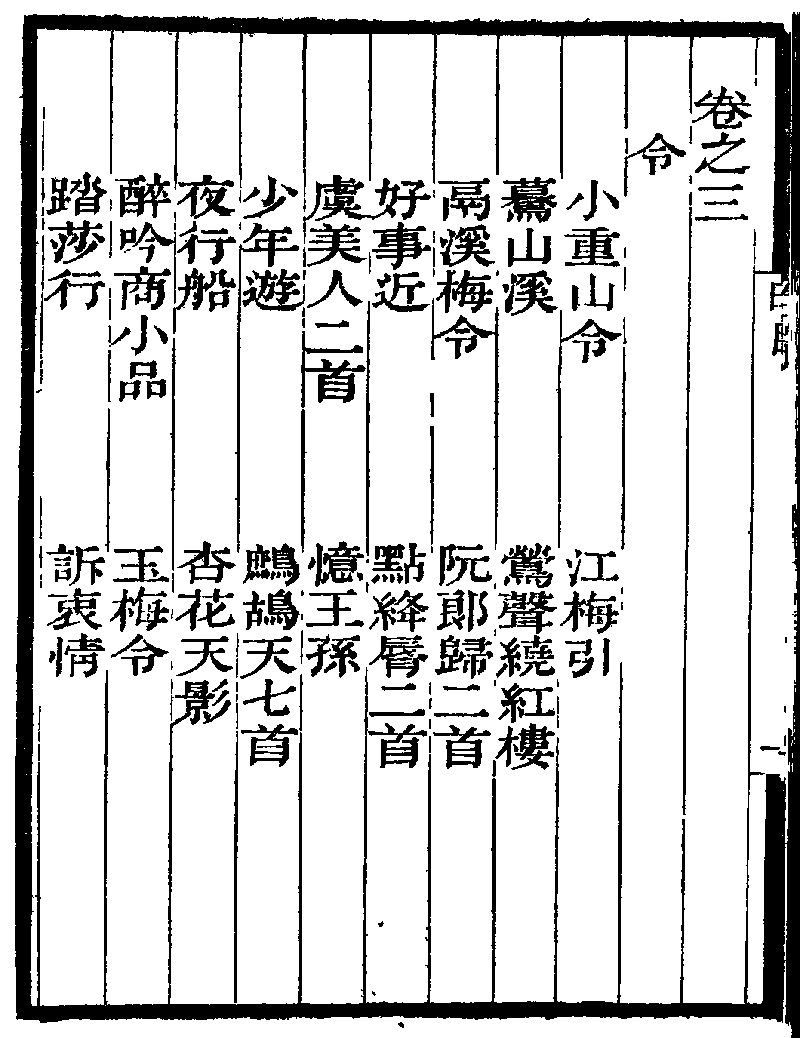 卷之三
令
小重山令 江梅引
驀山溪 鶯聲繞紅樓
鬲溪梅令 阮郎歸二首
好事近 點絳脣二首
虞美人二首 憶王孫
少年遊 鷓鴣天七首
夜行船 杏花天影
醉吟商小品 玉梅令
踏莎行 訴衷情
一